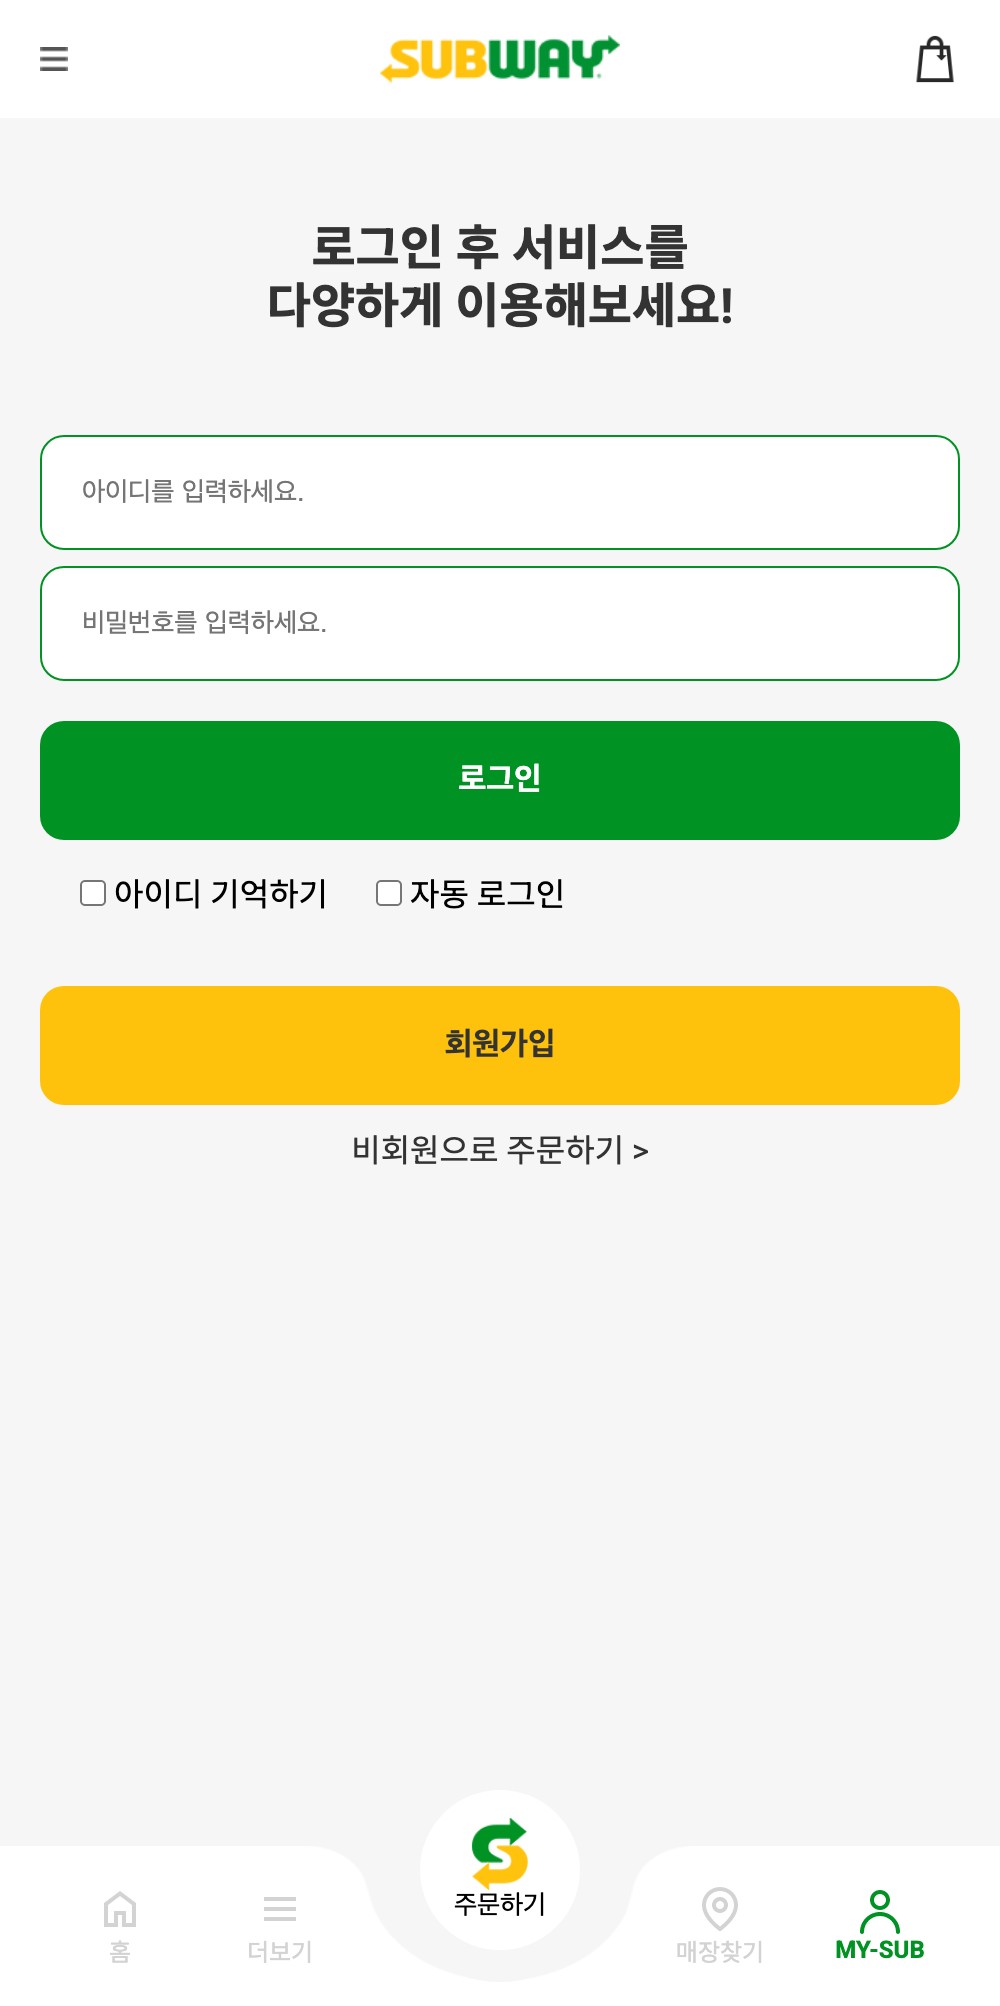 SUBWAY
로그인 후 서비스를
다양하게 이용해보세요!
아이디를 입력하세요.
비밀번호를 입력하세요.
로그인
아이디 기억하기 자동 로그인
회원가입
비회원으로 주문하기 >
홈 더보기 주문하기 매장찾기 MY-SUB